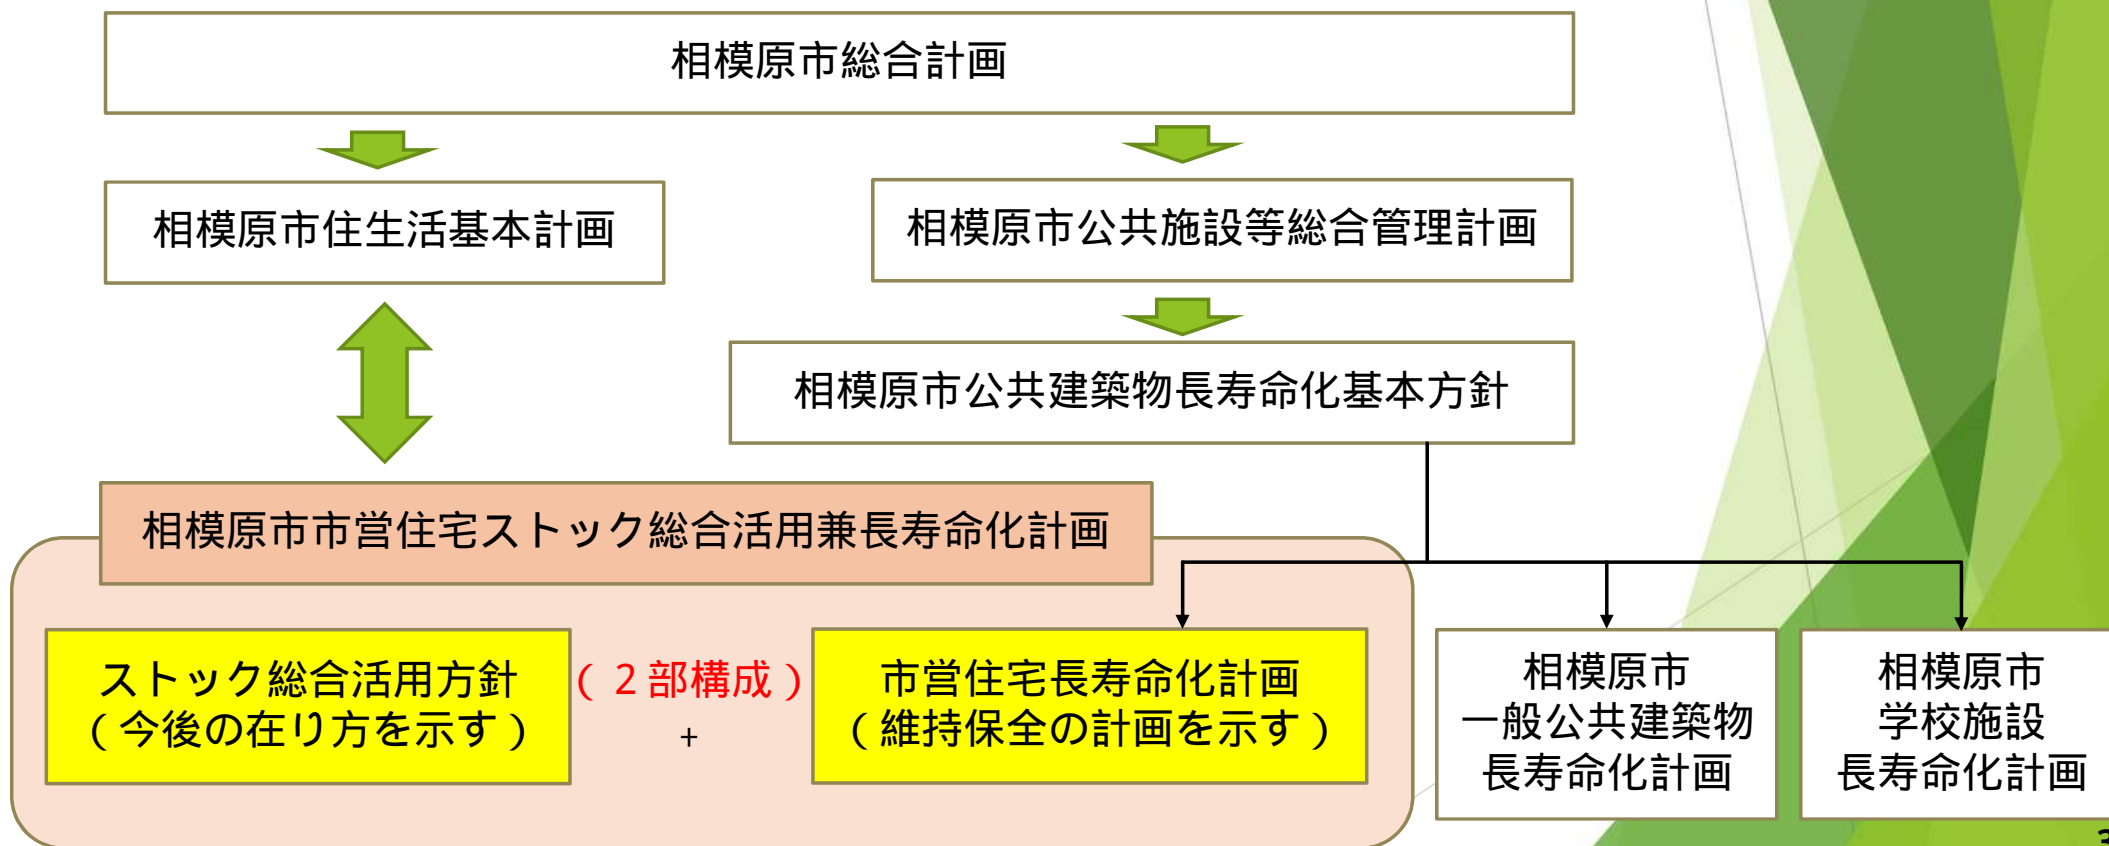 相模原市総合計画
相模原市住生活基本計画
相模原市公共施設等総合管理計画
相模原市公共建築物長寿命化基本方針
相模原市市営住宅ストック総合活用兼長寿命化計画
ストック総合活用方針
（今後の在り方を示す）
（２部構成）
+
市営住宅長寿命化計画
（維持保全の計画を示す）
相模原市
一般公共建築物
長寿命化計画
相模原市
学校施設
長寿命化計画